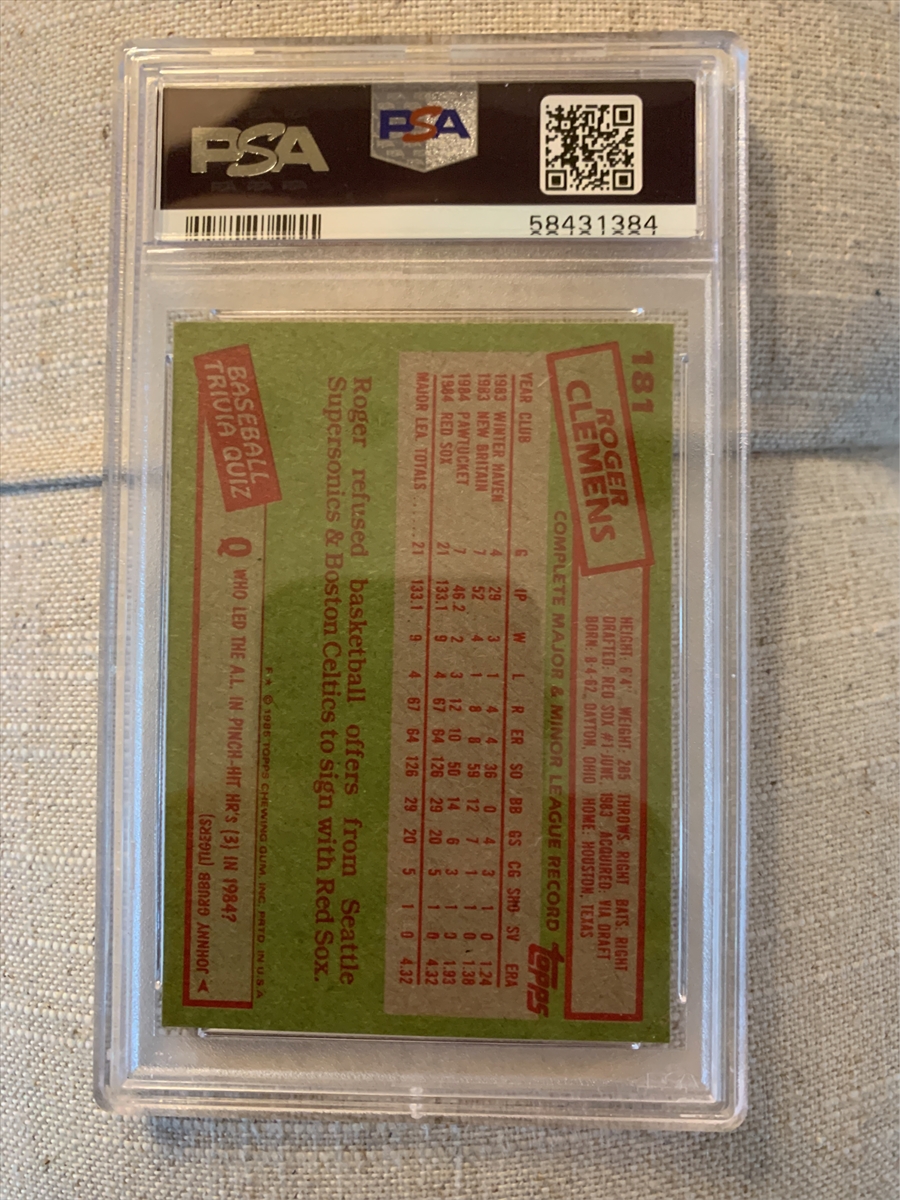 PSA
PSA
58431384
181
ROGER
CLEMENS
HEIGHT: 6'4" WEIGHT: 205 THROWS: RIGHT BATS: RIGHT
DRAFTED: RED SOX #1-JUNE, 1983 ACQUIRED: VIA DRAFT
BORN: 8-4-62, DAYTON, OHIO HOME: HOUSTON, TEXAS
COMPLETE MAJOR & MINOR LEAGUE RECORD
topps
YEAR CLUB G IP W L R ER SO BB GS CG SHO SV ERA
1983 WINTER HAVEN 4 29 3 1 4 4 36 0 4 3 1 0 1.24
1983 NEW BRITAIN 7 52 4 1 8 8 59 12 7 1 1 0 1.38
1984 PAWTUCKET 7 46.2 2 3 12 10 50 14 6 3 1 0 1.93
1984 RED SOX 21 133.1 9 4 67 64 126 29 20 5 1 0 4.32
MAJOR LEA. TOTALS.....21 133.1 9 4 67 64 126 29 20 5 1 0 4.32
Roger refused basketball offers from Seattle
Supersonics & Boston Celtics to sign with Red Sox.
F.A. © 1985 TOPPS CHEWING GUM, INC. PRTD. IN U.S.A.
BASEBALL
TRIVIA QUIZ
Q WHO LED THE A.L. IN PINCH-HIT HR's (3) IN 1984?
A JOHNNY GRUBB (TIGERS)